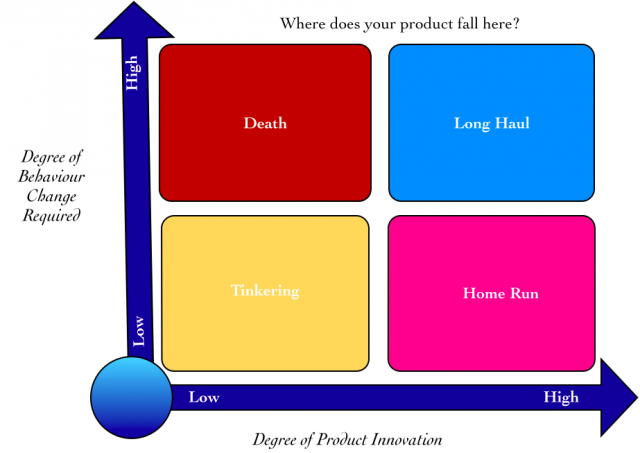 Where does your product fall here?
High
Death
Long Haul
Degree of
Behaviour
Change
Required
Tinkering
Home Run
Low
Low
High
Degree of Product Innovation